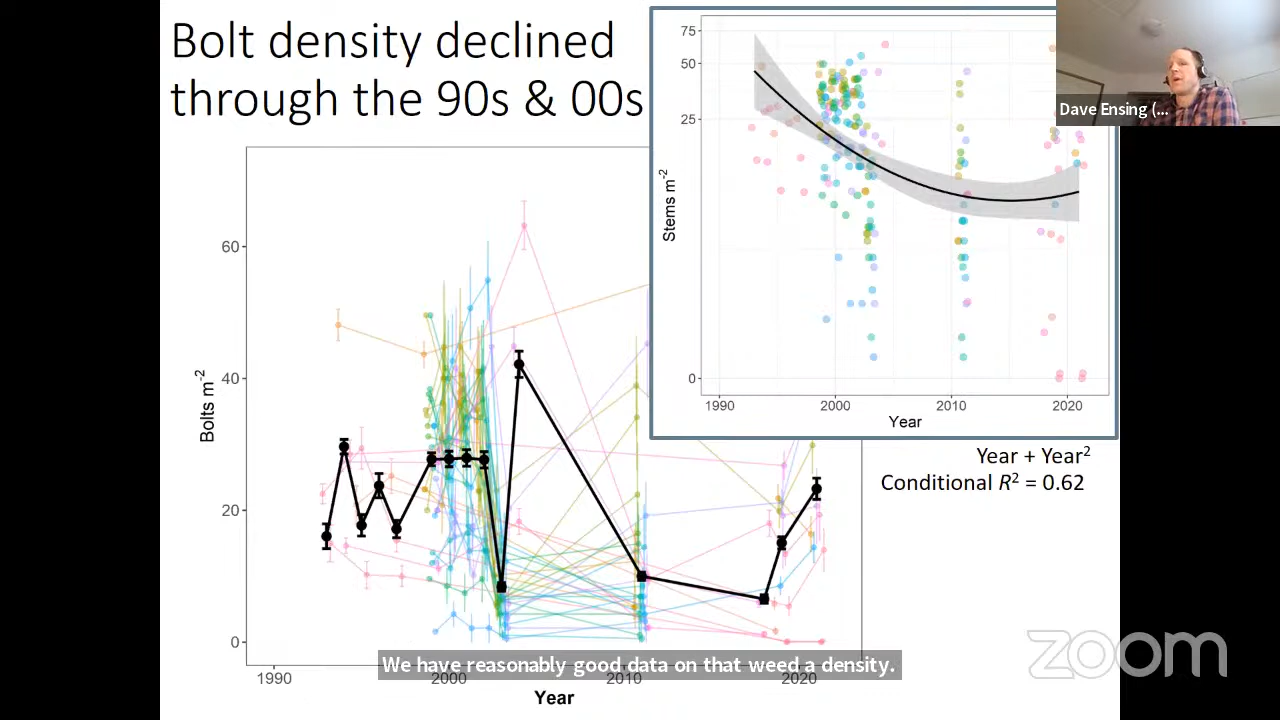 Bolt density declined
through the 90s & 00s
75
50
25
0
Stems m-2
1990
2000
2010
2020
Year
Dave Ensing (...
60
40
20
0
Bolts m-2
1990
2000
2010
2020
Year
Year + Year2
Conditional R2 = 0.62
We have reasonably good data on that weed a density.
zoom